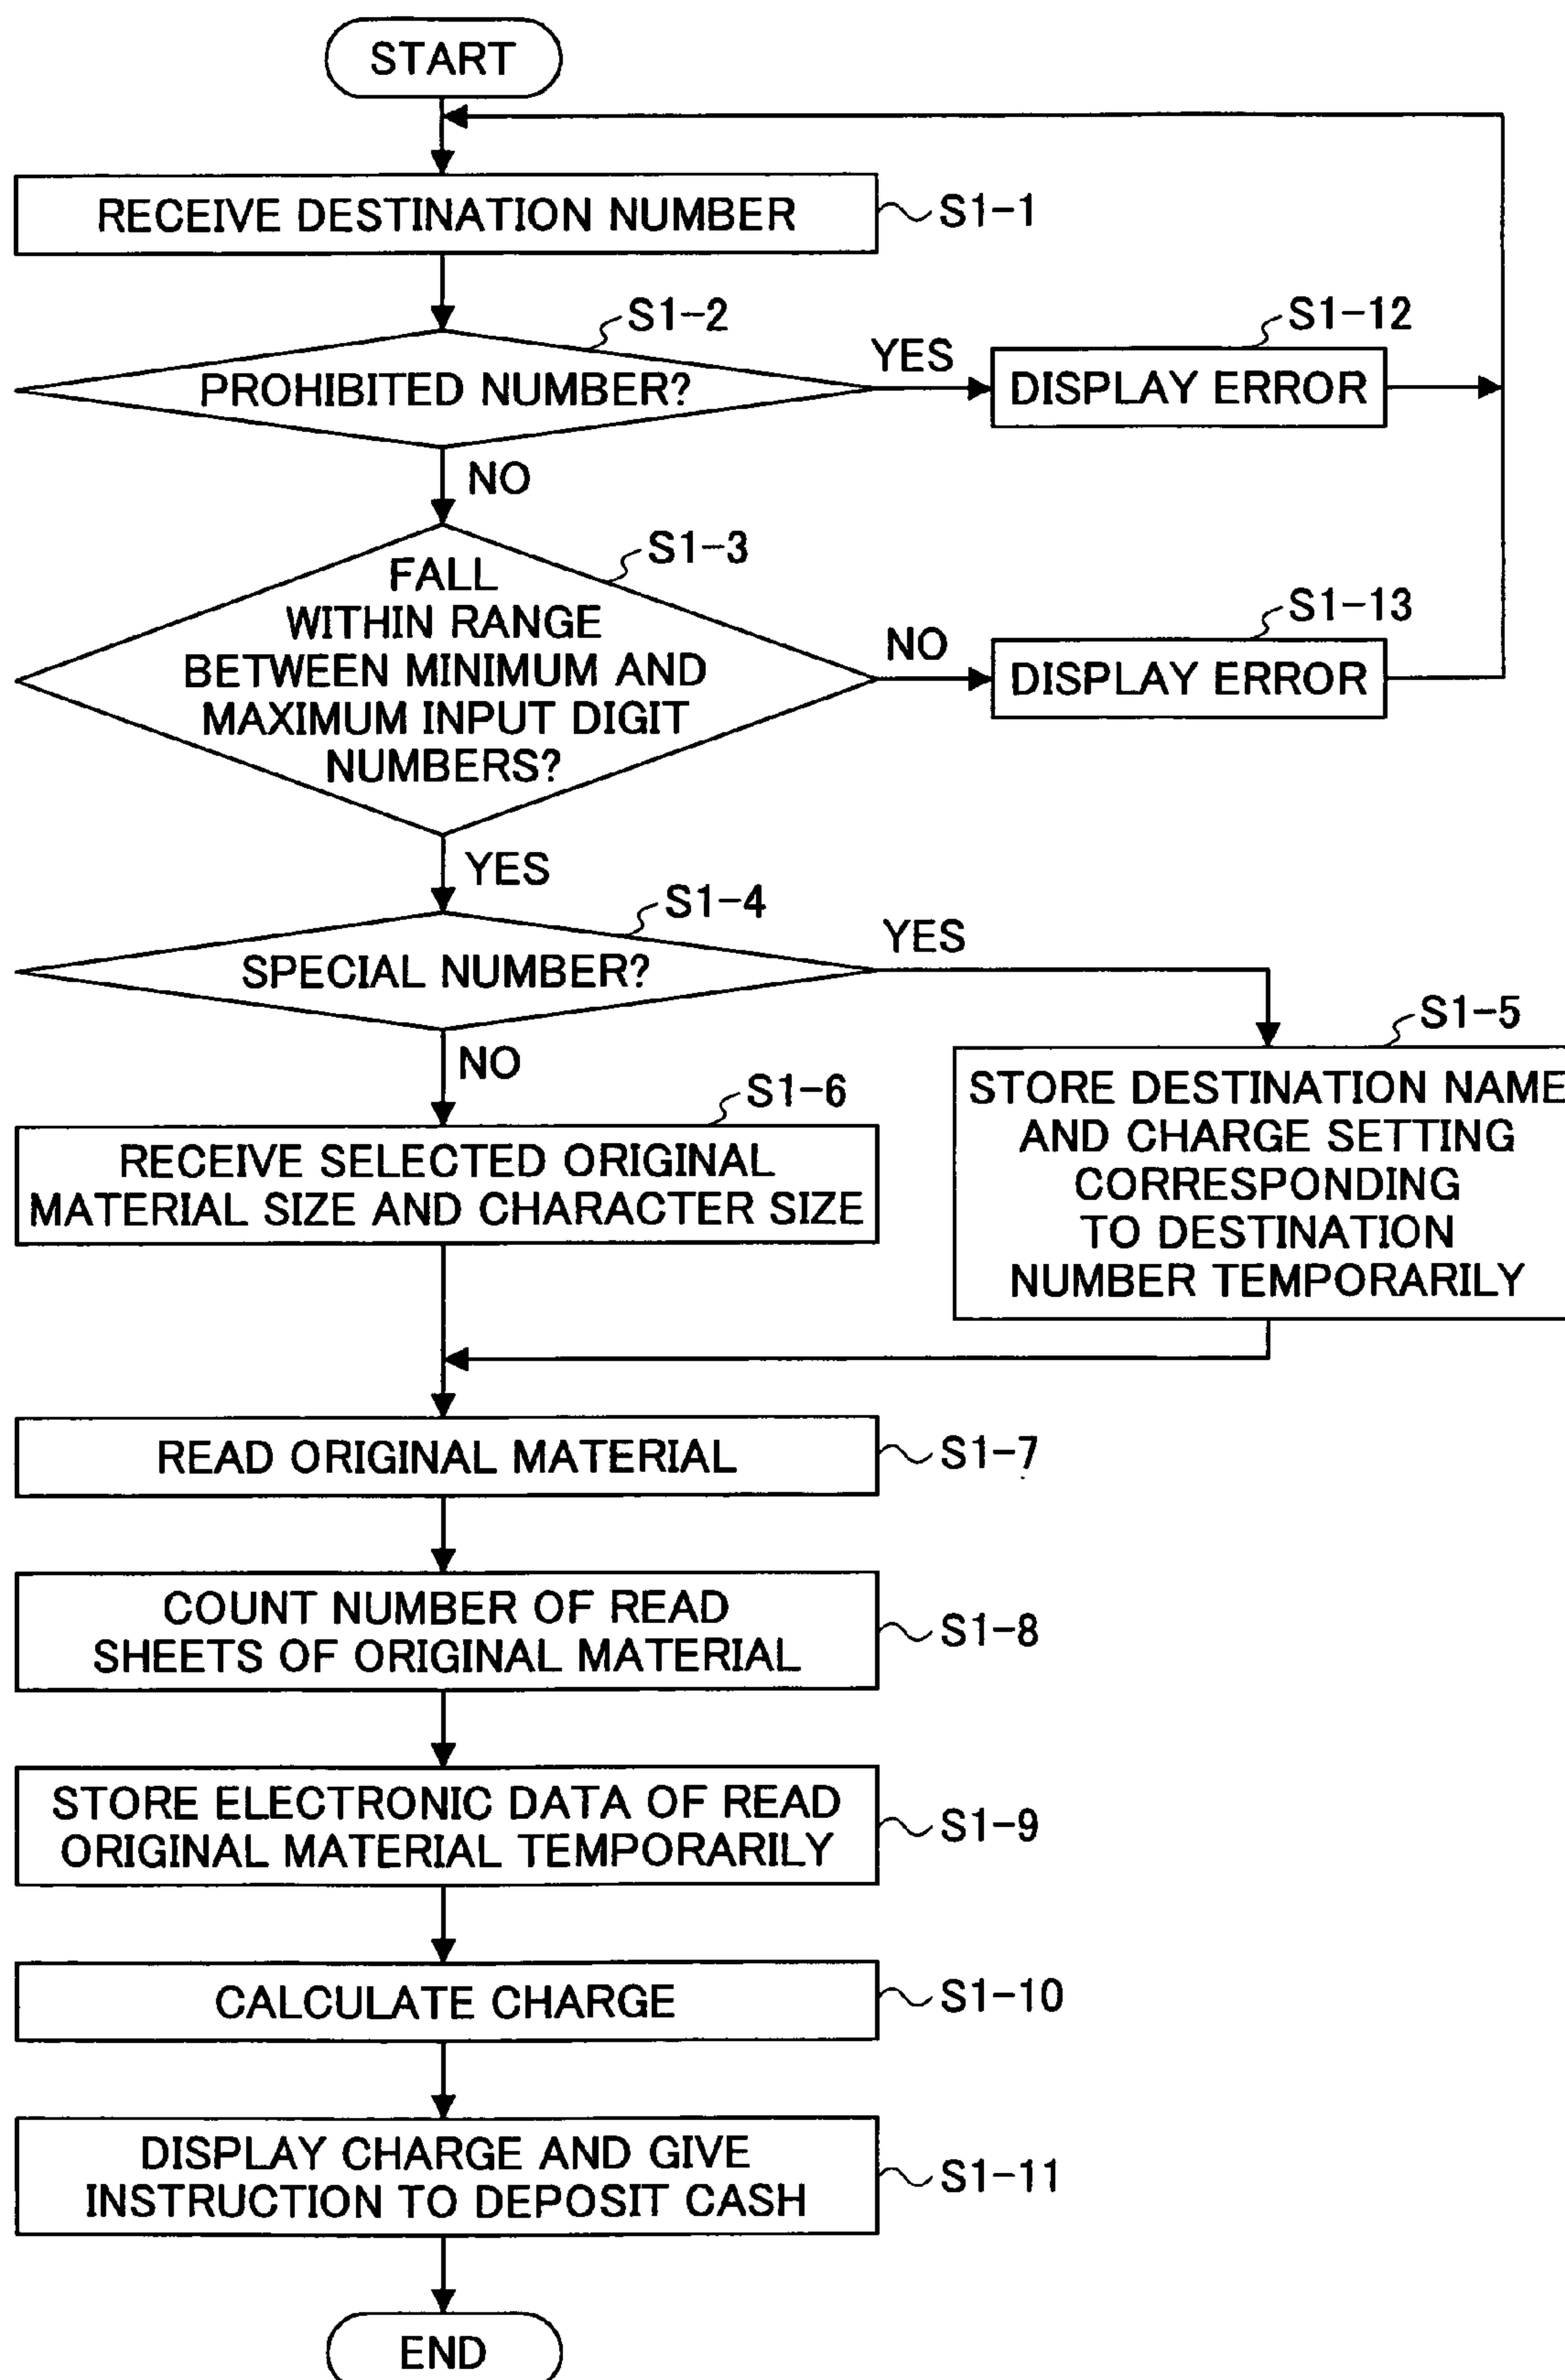 START
RECEIVE DESTINATION NUMBER
S1-1
S1-2
PROHIBITED NUMBER?
YES
S1-12
DISPLAY ERROR
NO
S1-3
FALL
WITHIN RANGE
BETWEEN MINIMUM AND
MAXIMUM INPUT DIGIT
NUMBERS?
NO
S1-13
DISPLAY ERROR
YES
S1-4
SPECIAL NUMBER?
YES
S1-5
STORE DESTINATION NAME
AND CHARGE SETTING
CORRESPONDING
TO DESTINATION
NUMBER TEMPORARILY
NO
S1-6
RECEIVE SELECTED ORIGINAL
MATERIAL SIZE AND CHARACTER SIZE
READ ORIGINAL MATERIAL
S1-7
COUNT NUMBER OF READ
SHEETS OF ORIGINAL MATERIAL
S1-8
STORE ELECTRONIC DATA OF READ
ORIGINAL MATERIAL TEMPORARILY
S1-9
CALCULATE CHARGE
S1-10
DISPLAY CHARGE AND GIVE
INSTRUCTION TO DEPOSIT CASH
S1-11
END